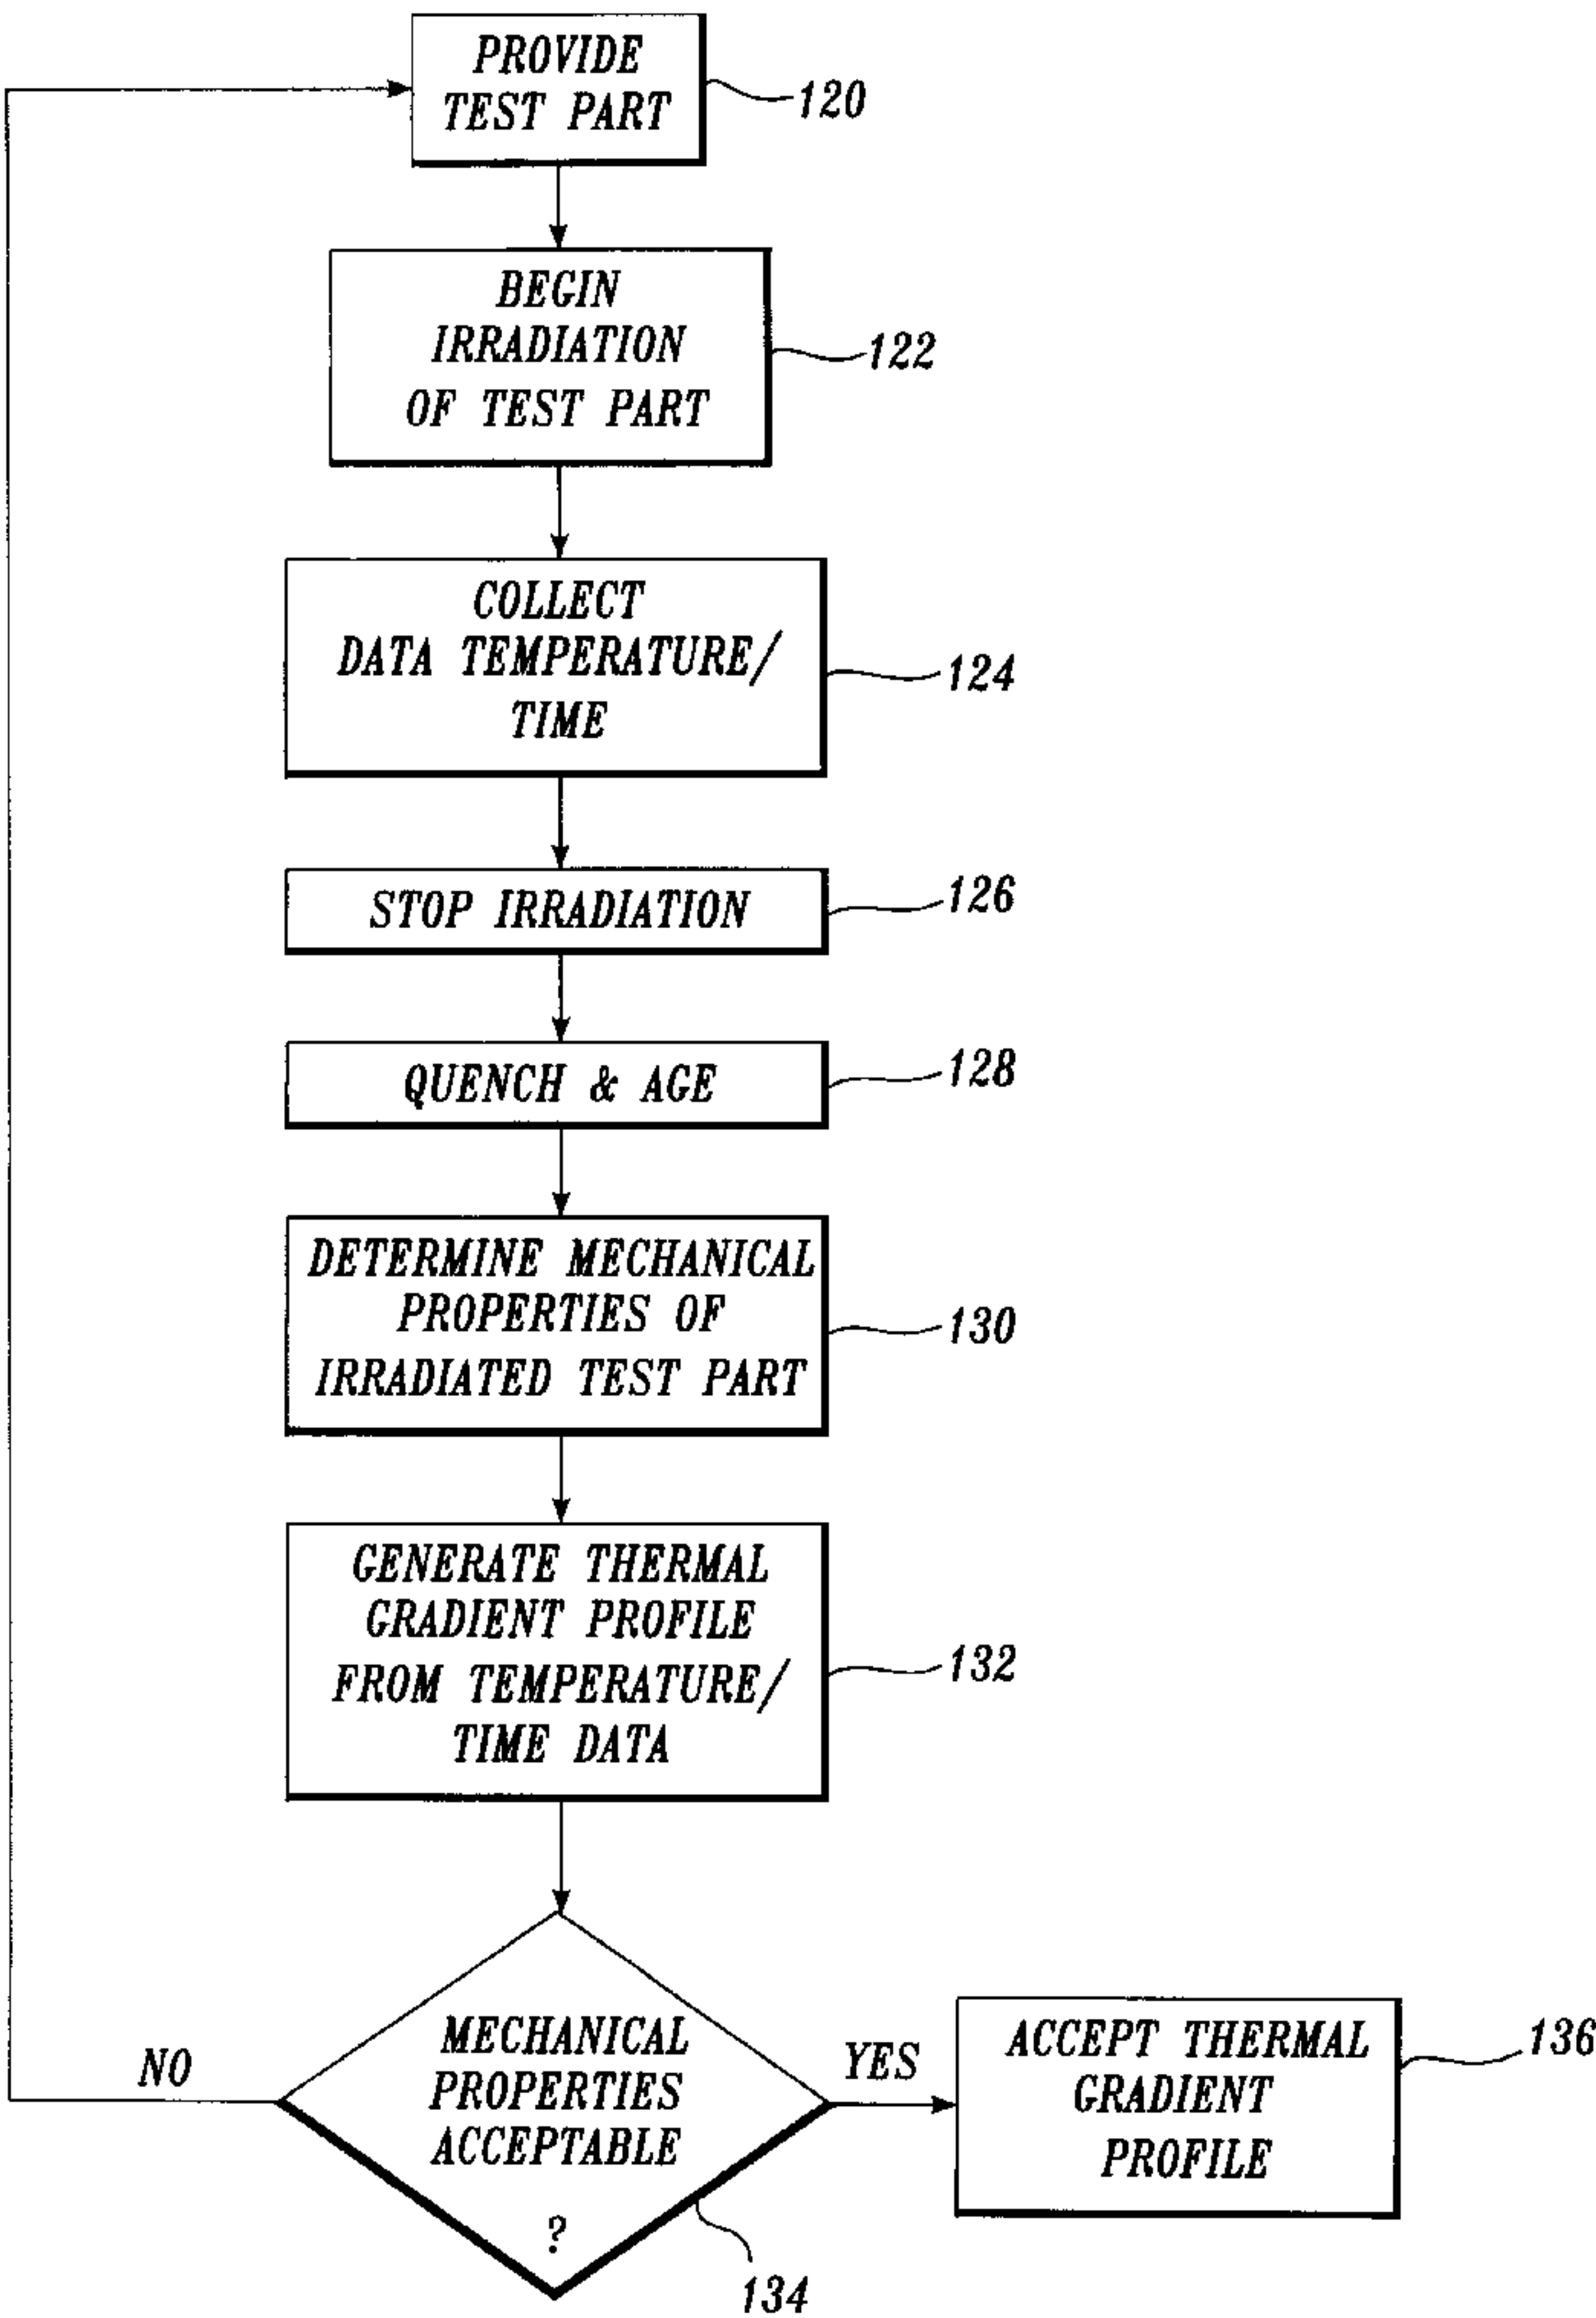 PROVIDE
TEST PART
120
BEGIN
IRRADIATION
OF TEST PART
122
COLLECT
DATA TEMPERATURE/
TIME
124
STOP IRRADIATION
126
QUENCH & AGE
128
DETERMINE MECHANICAL
PROPERTIES OF
IRRADIATED TEST PART
130
GENERATE THERMAL
GRADIENT PROFILE
FROM TEMPERATURE/
TIME DATA
132
MECHANICAL
PROPERTIES
ACCEPTABLE
?
134
NO
YES
ACCEPT THERMAL
GRADIENT
PROFILE
136